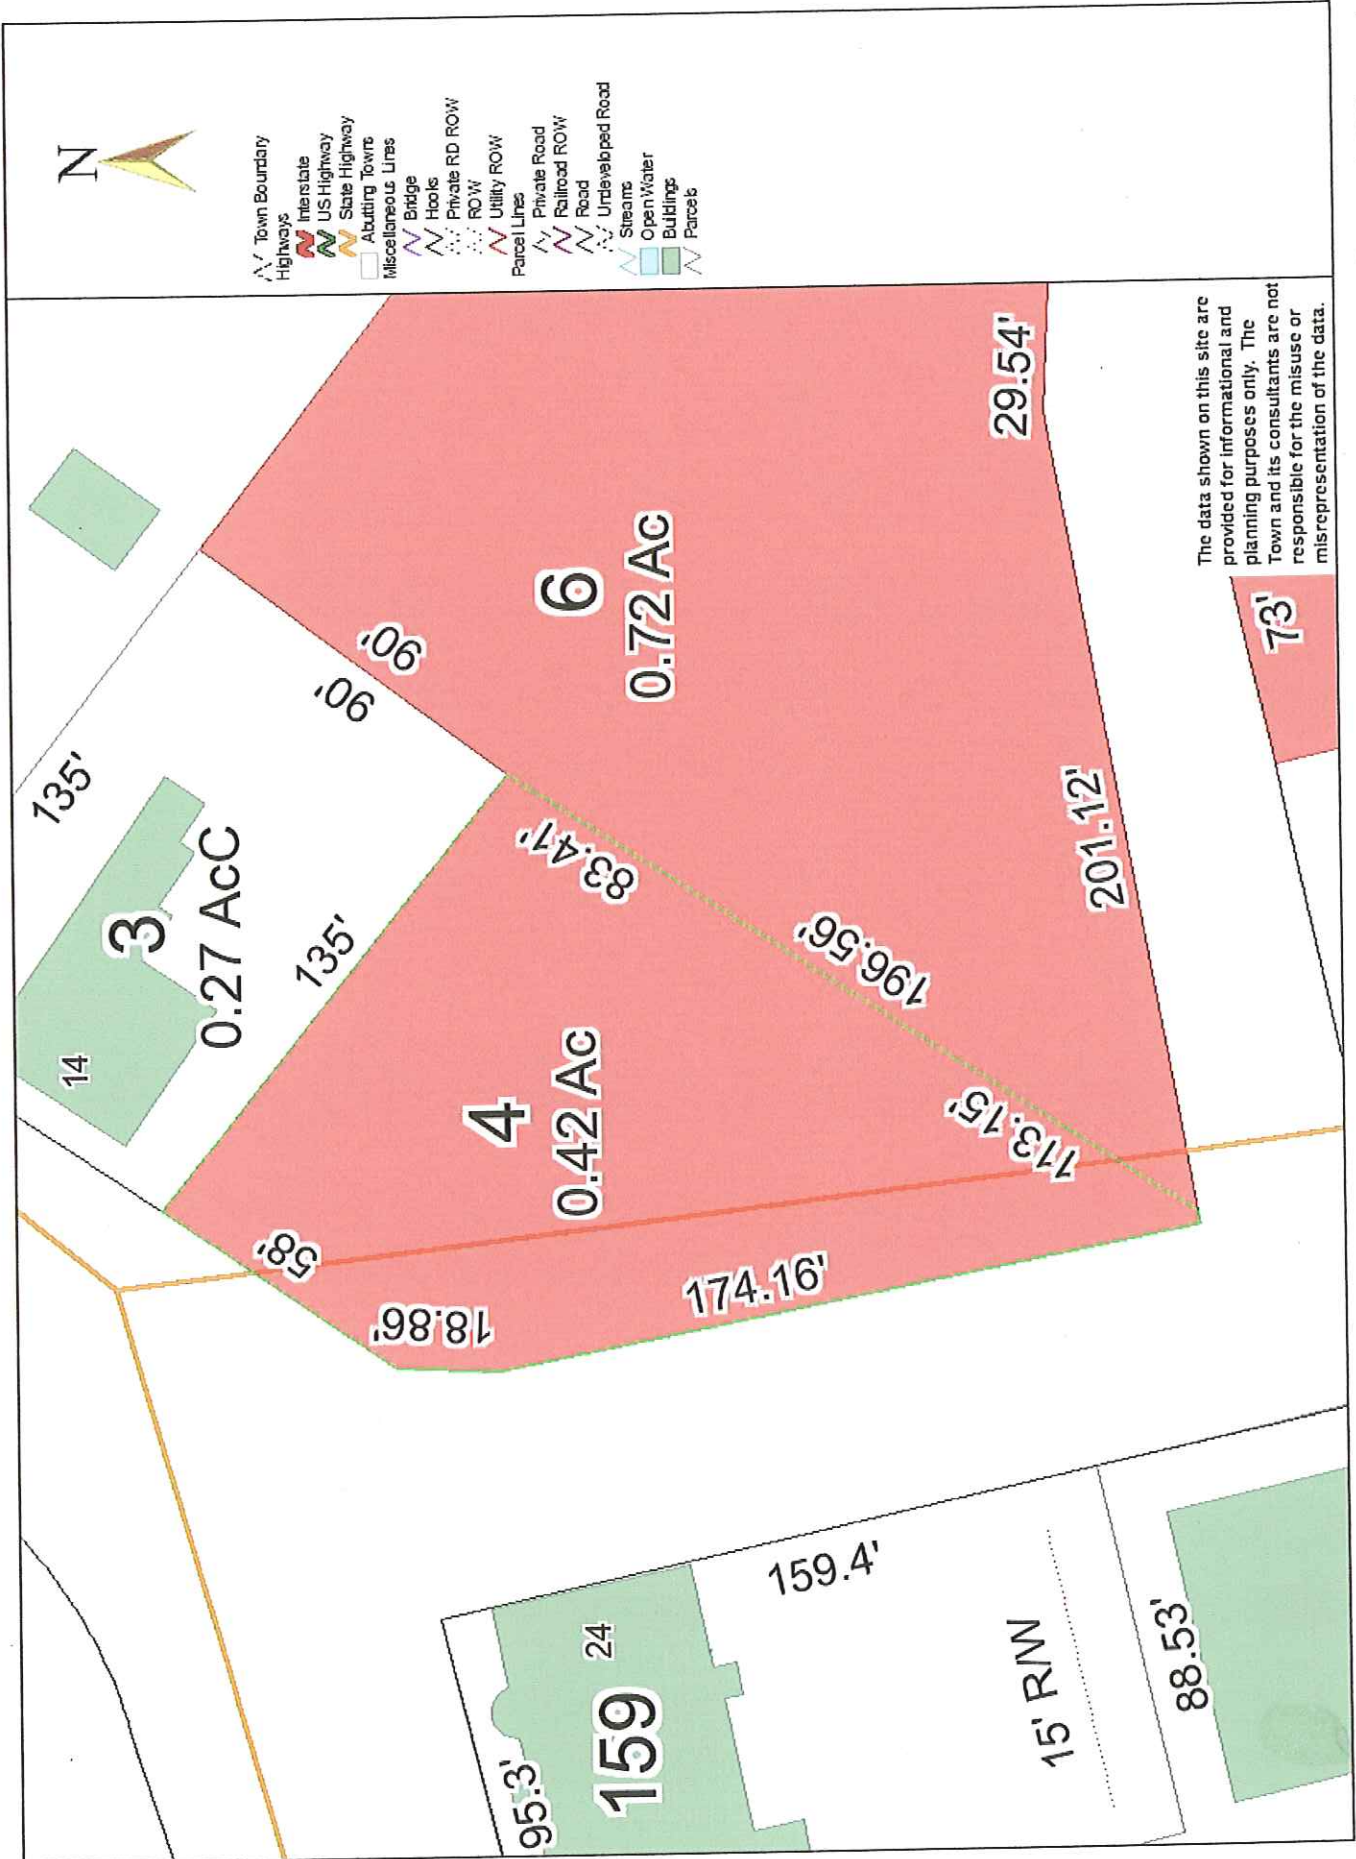 N
Town Boundary
Highways
Interstate
US Highway
State Highway
Abutting Towns
Miscellaneous Lines
Bridge
Hooks
Private RD ROW
ROW
Utility ROW
Parcel Lines
Private Road
Railroad ROW
Road
Undeveloped Road
Streams
Open Water
Buildings
Parcels
135'
14
3
0.27 AcC
135'
90'
90'
6
0.72 Ac
29.54'
83.41'
196.56'
113.15'
201.12'
4
0.42 Ac
58'
18.86'
174.16'
73'
95.3'
24
159
159.4'
15' R/W
88.53'
The data shown on this site are
provided for informational and
planning purposes only. The
Town and its consultants are not
responsible for the misuse or
misrepresentation of the data.